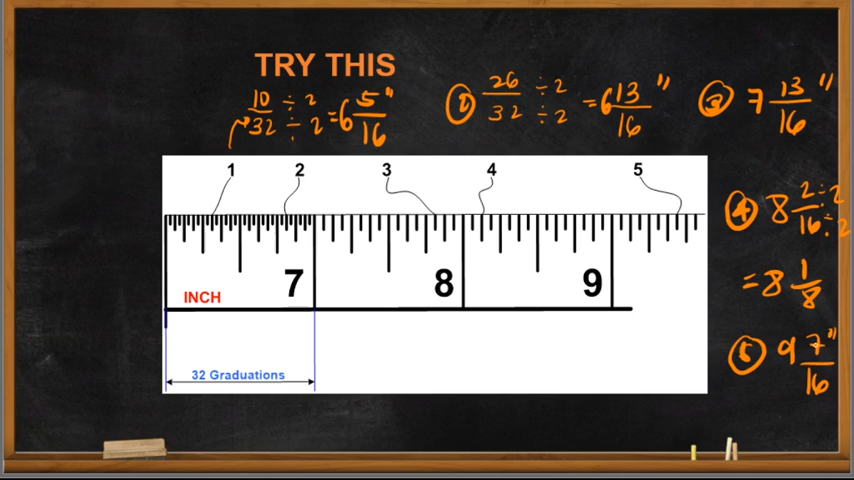 TRY THIS
10/32 ÷2/÷2 = 6 5/16"
① 26/32 ÷2/÷2 = 6 13/16"
③ 7 13/16"
1 2 3 4 5
④ 8 2/16 ÷2/÷2
= 8 1/8
7 8 9
INCH
⑤ 9 7/16"
32 Graduations